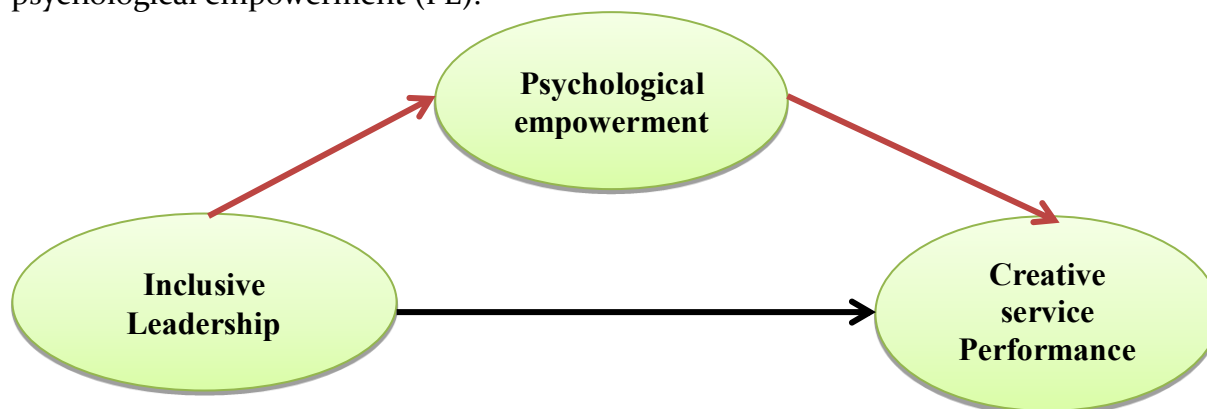 psychological empowerment (PE).
Psychological
empowerment
Inclusive
Leadership
Creative
service
Performance